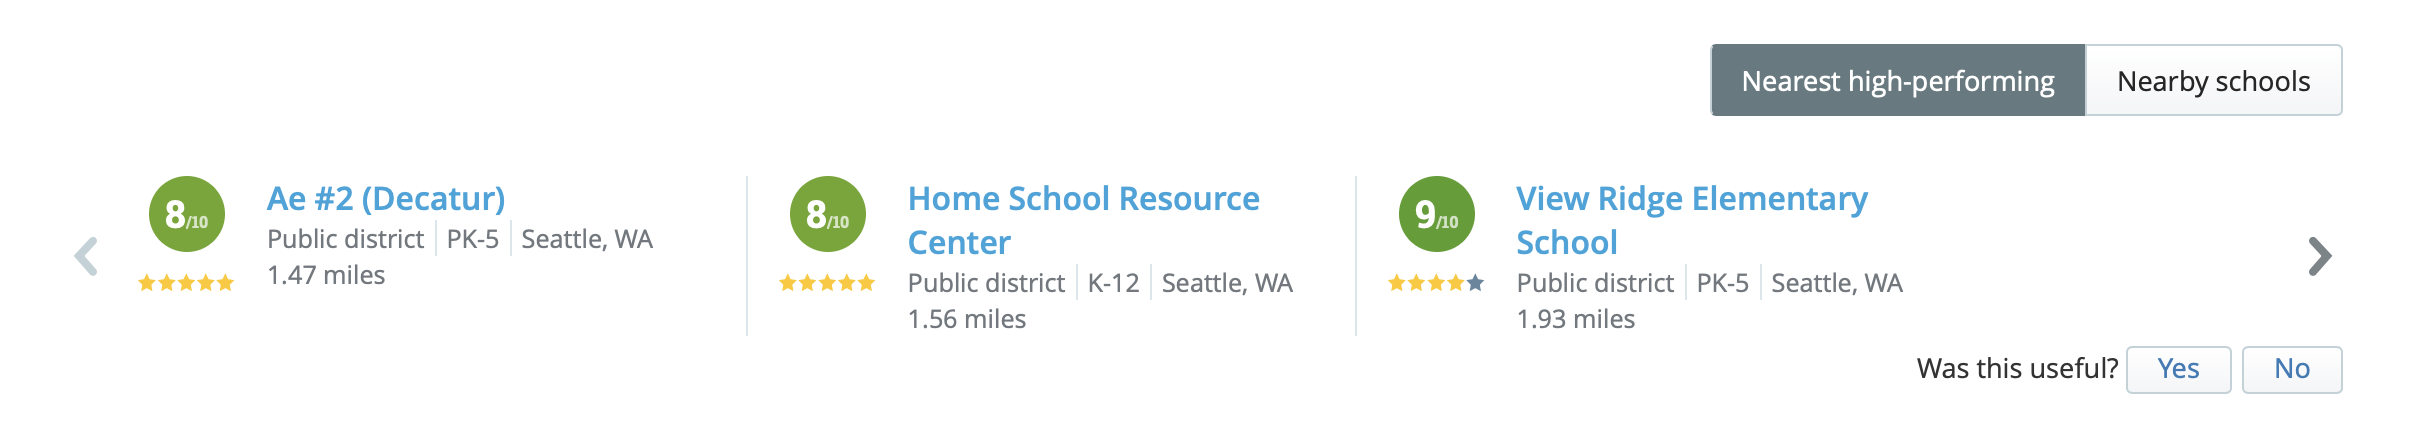 Nearest high-performing Nearby schools
8/10
Ae #2 (Decatur)
Public district PK-5 Seattle, WA
1.47 miles
8/10
Home School Resource
Center
Public district K-12 Seattle, WA
1.56 miles
9/10
View Ridge Elementary
School
Public district PK-5 Seattle, WA
1.93 miles
Was this useful? Yes No